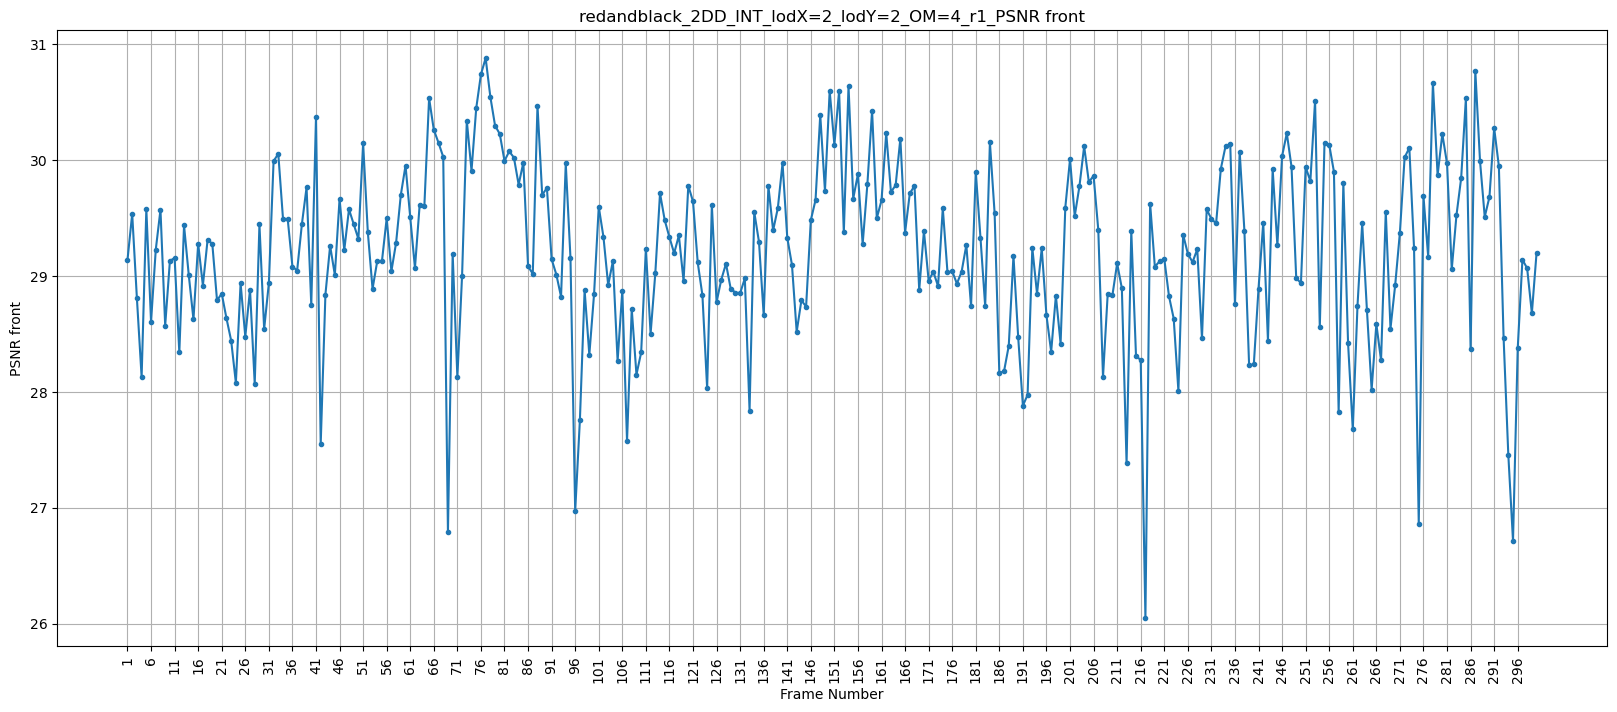 redandblack_2DD_INT_lodX=2_lodY=2_OM=4_r1_PSNR front
31
30
29
28
27
26
PSNR front
1 6 11 16 21 26 31 36 41 46 51 56 61 66 71 76 81 86 91 96 101 106 111 116 121 126 131 136 141 146 151 156 161 166 171 176 181 186 191 196 201 206 211 216 221 226 231 236 241 246 251 256 261 266 271 276 281 286 291 296
Frame Number